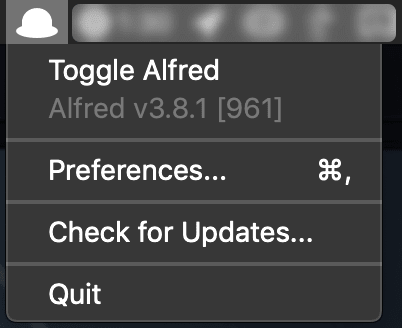 Toggle Alfred
Alfred v3.8.1 [961]
Preferences... ⌘,
Check for Updates...
Quit